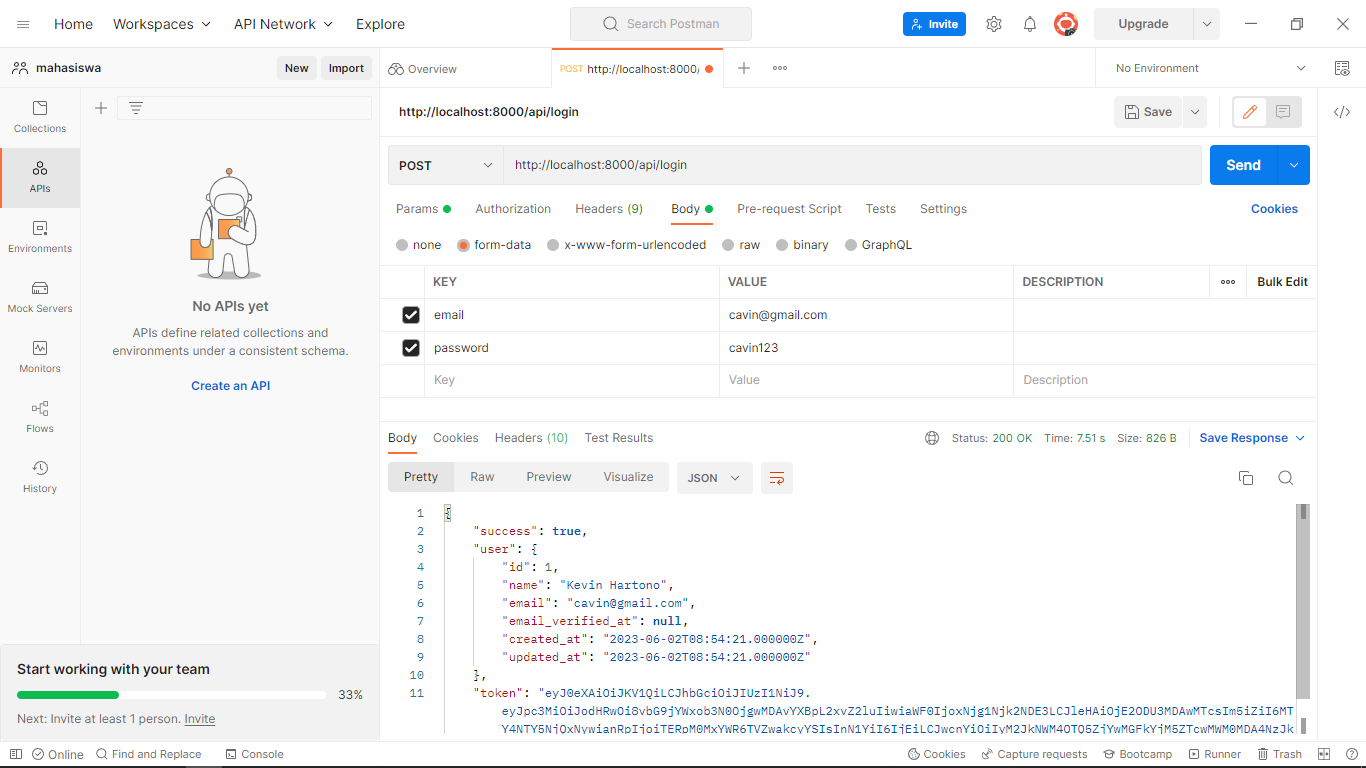 Home Workspaces API Network Explore Search Postman Invite Upgrade
mahasiswa New Import Overview POST http://localhost:8000/ No Environment
Collections
APIs
Environments
Mock Servers
Monitors
Flows
History
No APIs yet
APIs define related collections and
environments under a consistent schema.
Create an API
Start working with your team
33%
Next: Invite at least 1 person. Invite
http://localhost:8000/api/login Save
POST http://localhost:8000/api/login Send
Params Authorization Headers (9) Body Pre-request Script Tests Settings Cookies
none form-data x-www-form-urlencoded raw binary GraphQL
KEY VALUE DESCRIPTION Bulk Edit
email cavin@gmail.com
password cavin123
Key Value Description
Body Cookies Headers (10) Test Results Status: 200 OK Time: 7.51 s Size: 826 B Save Response
Pretty Raw Preview Visualize JSON
1 {
2 "success": true,
3 "user": {
4 "id": 1,
5 "name": "Kevin Hartono",
6 "email": "cavin@gmail.com",
7 "email_verified_at": null,
8 "created_at": "2023-06-02T08:54:21.000000Z",
9 "updated_at": "2023-06-02T08:54:21.000000Z"
10 },
11 "token": "eyJ0eXAiOiJKV1QiLCJhbGciOiJIUzI1NiJ9.
eyJpc3MiOiJodHRwOi8vbG9jYWxob3N0OjgwMDAvYXBpL2xvZ2luIiwiaWF0IjoxNjg1Njk2NDE3LCJleHAiOjE2ODU3MDAwMTcsIm5iZiI6MT
Y4NTY5NjQxNywianRpIjoiTERpM0MxYWR6TVZwakcyYSIsInN1YiI6IjEiLCJwcnYiOiIyM2JkNWM4OTQ5ZjYwMGFkYjM5ZTcwMWM0MDA4NzJk
Online Find and Replace Console Cookies Capture requests Bootcamp Runner Trash